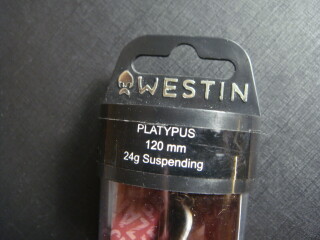 WESTIN
PLATYPUS
120 mm
24g Suspending